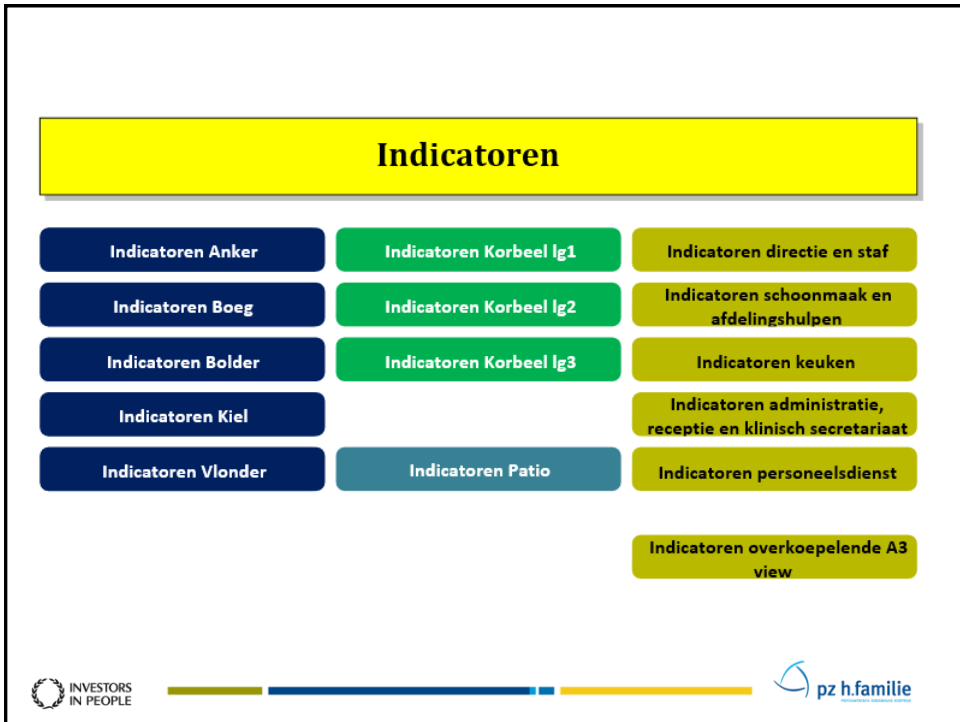 Indicatoren
Indicatoren Anker
Indicatoren Boeg
Indicatoren Bolder
Indicatoren Kiel
Indicatoren Vlonder
Indicatoren Korbeel lg1
Indicatoren Korbeel lg2
Indicatoren Korbeel lg3
Indicatoren Patio
Indicatoren directie en staf
Indicatoren schoonmaak en
afdelingshulpen
Indicatoren keuken
Indicatoren administratie,
receptie en klinisch secretariaat
Indicatoren personeelsdienst
Indicatoren overkoepelende A3
view
INVESTORS
IN PEOPLE
pz h.familie